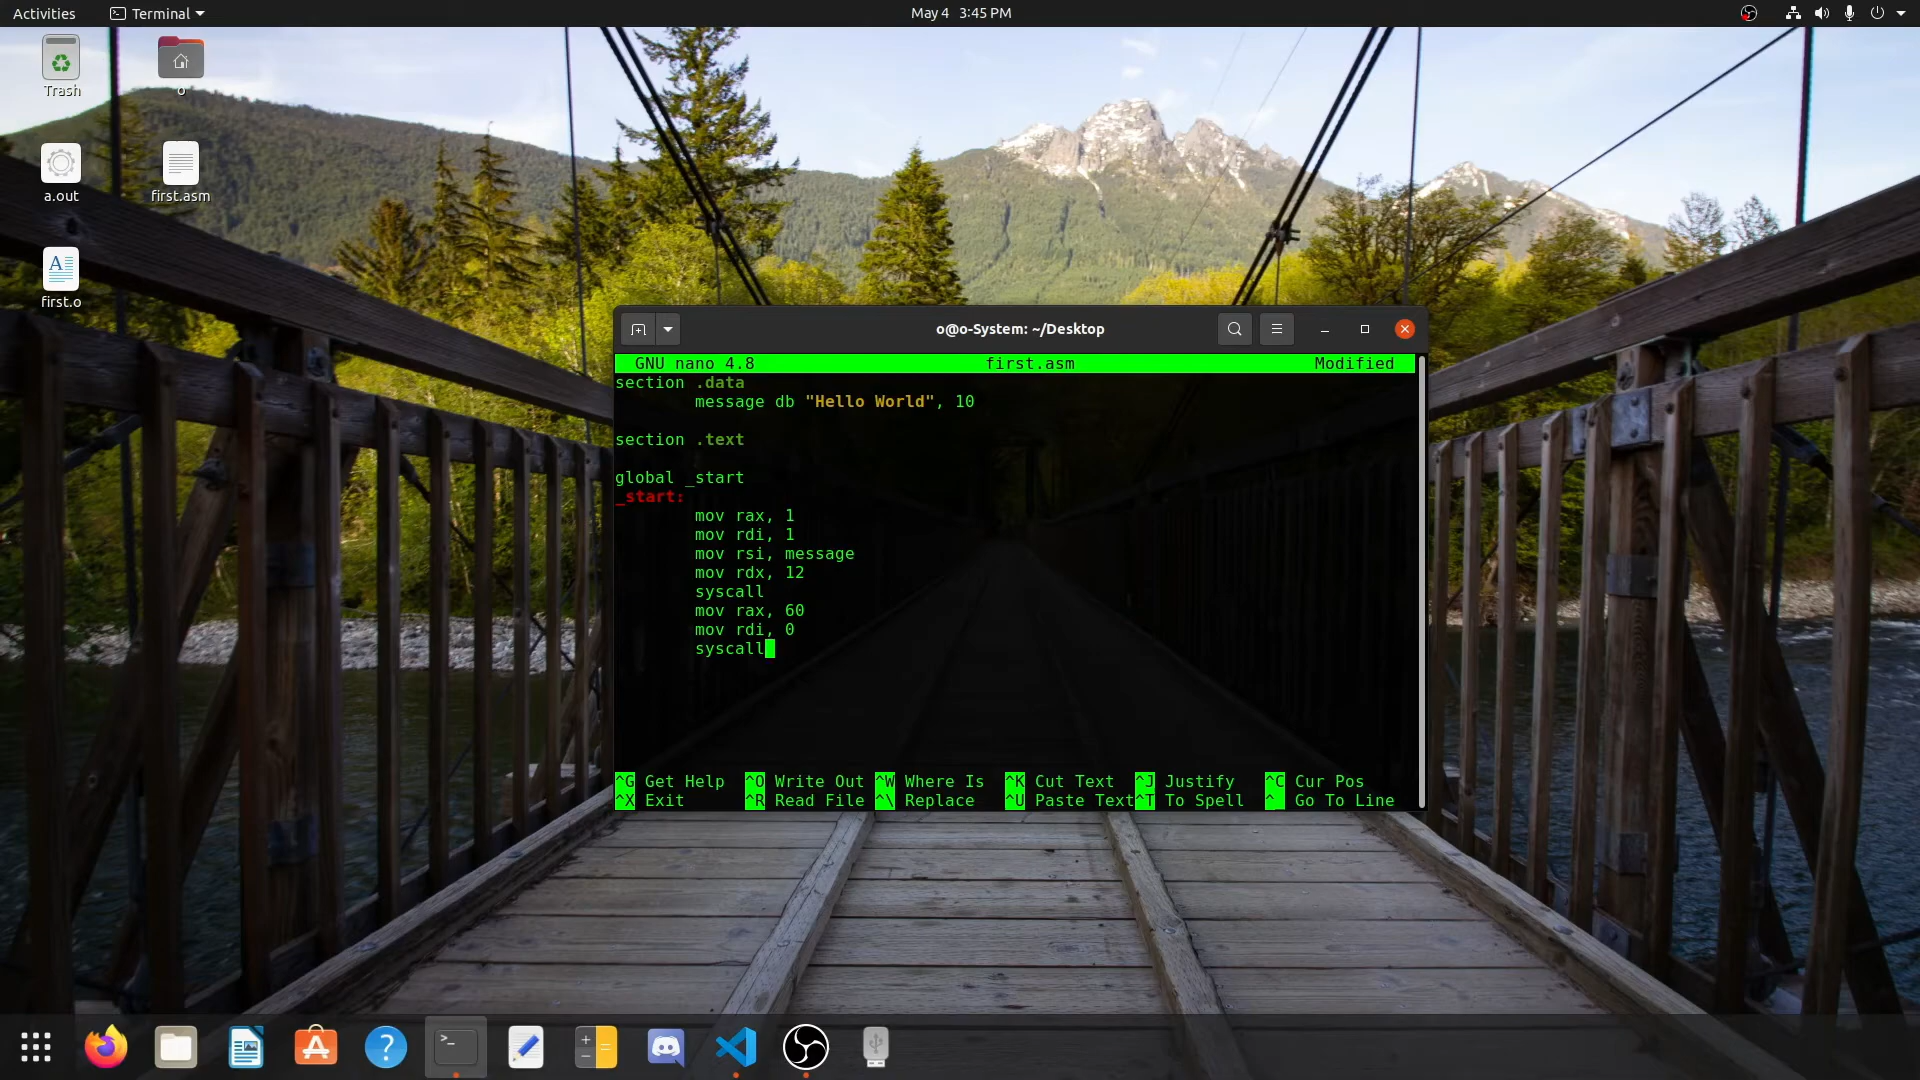 Activities
Terminal
May 4 3:45 PM
Trash
o
a.out
first.asm
first.o
o@o-System: ~/Desktop
GNU nano 4.8 first.asm Modified
section .data
message db "Hello World", 10
section .text
global _start
_start:
mov rax, 1
mov rdi, 1
mov rsi, message
mov rdx, 12
syscall
mov rax, 60
mov rdi, 0
syscall
^G Get Help ^O Write Out ^W Where Is ^K Cut Text ^J Justify ^C Cur Pos
^X Exit ^R Read File ^\ Replace ^U Paste Text ^T To Spell ^_ Go To Line